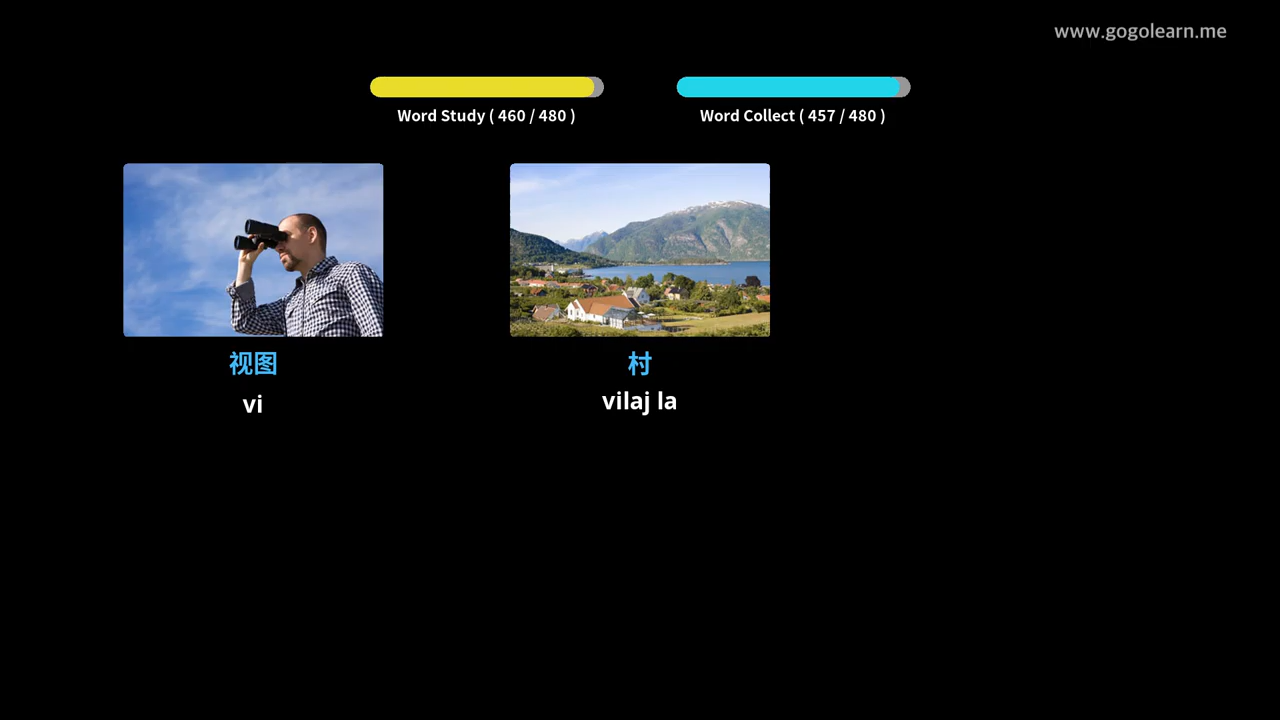 www.gogolearn.me
Word Study ( 460 / 480 )
Word Collect ( 457 / 480 )
视图
vi
村
vilaj la